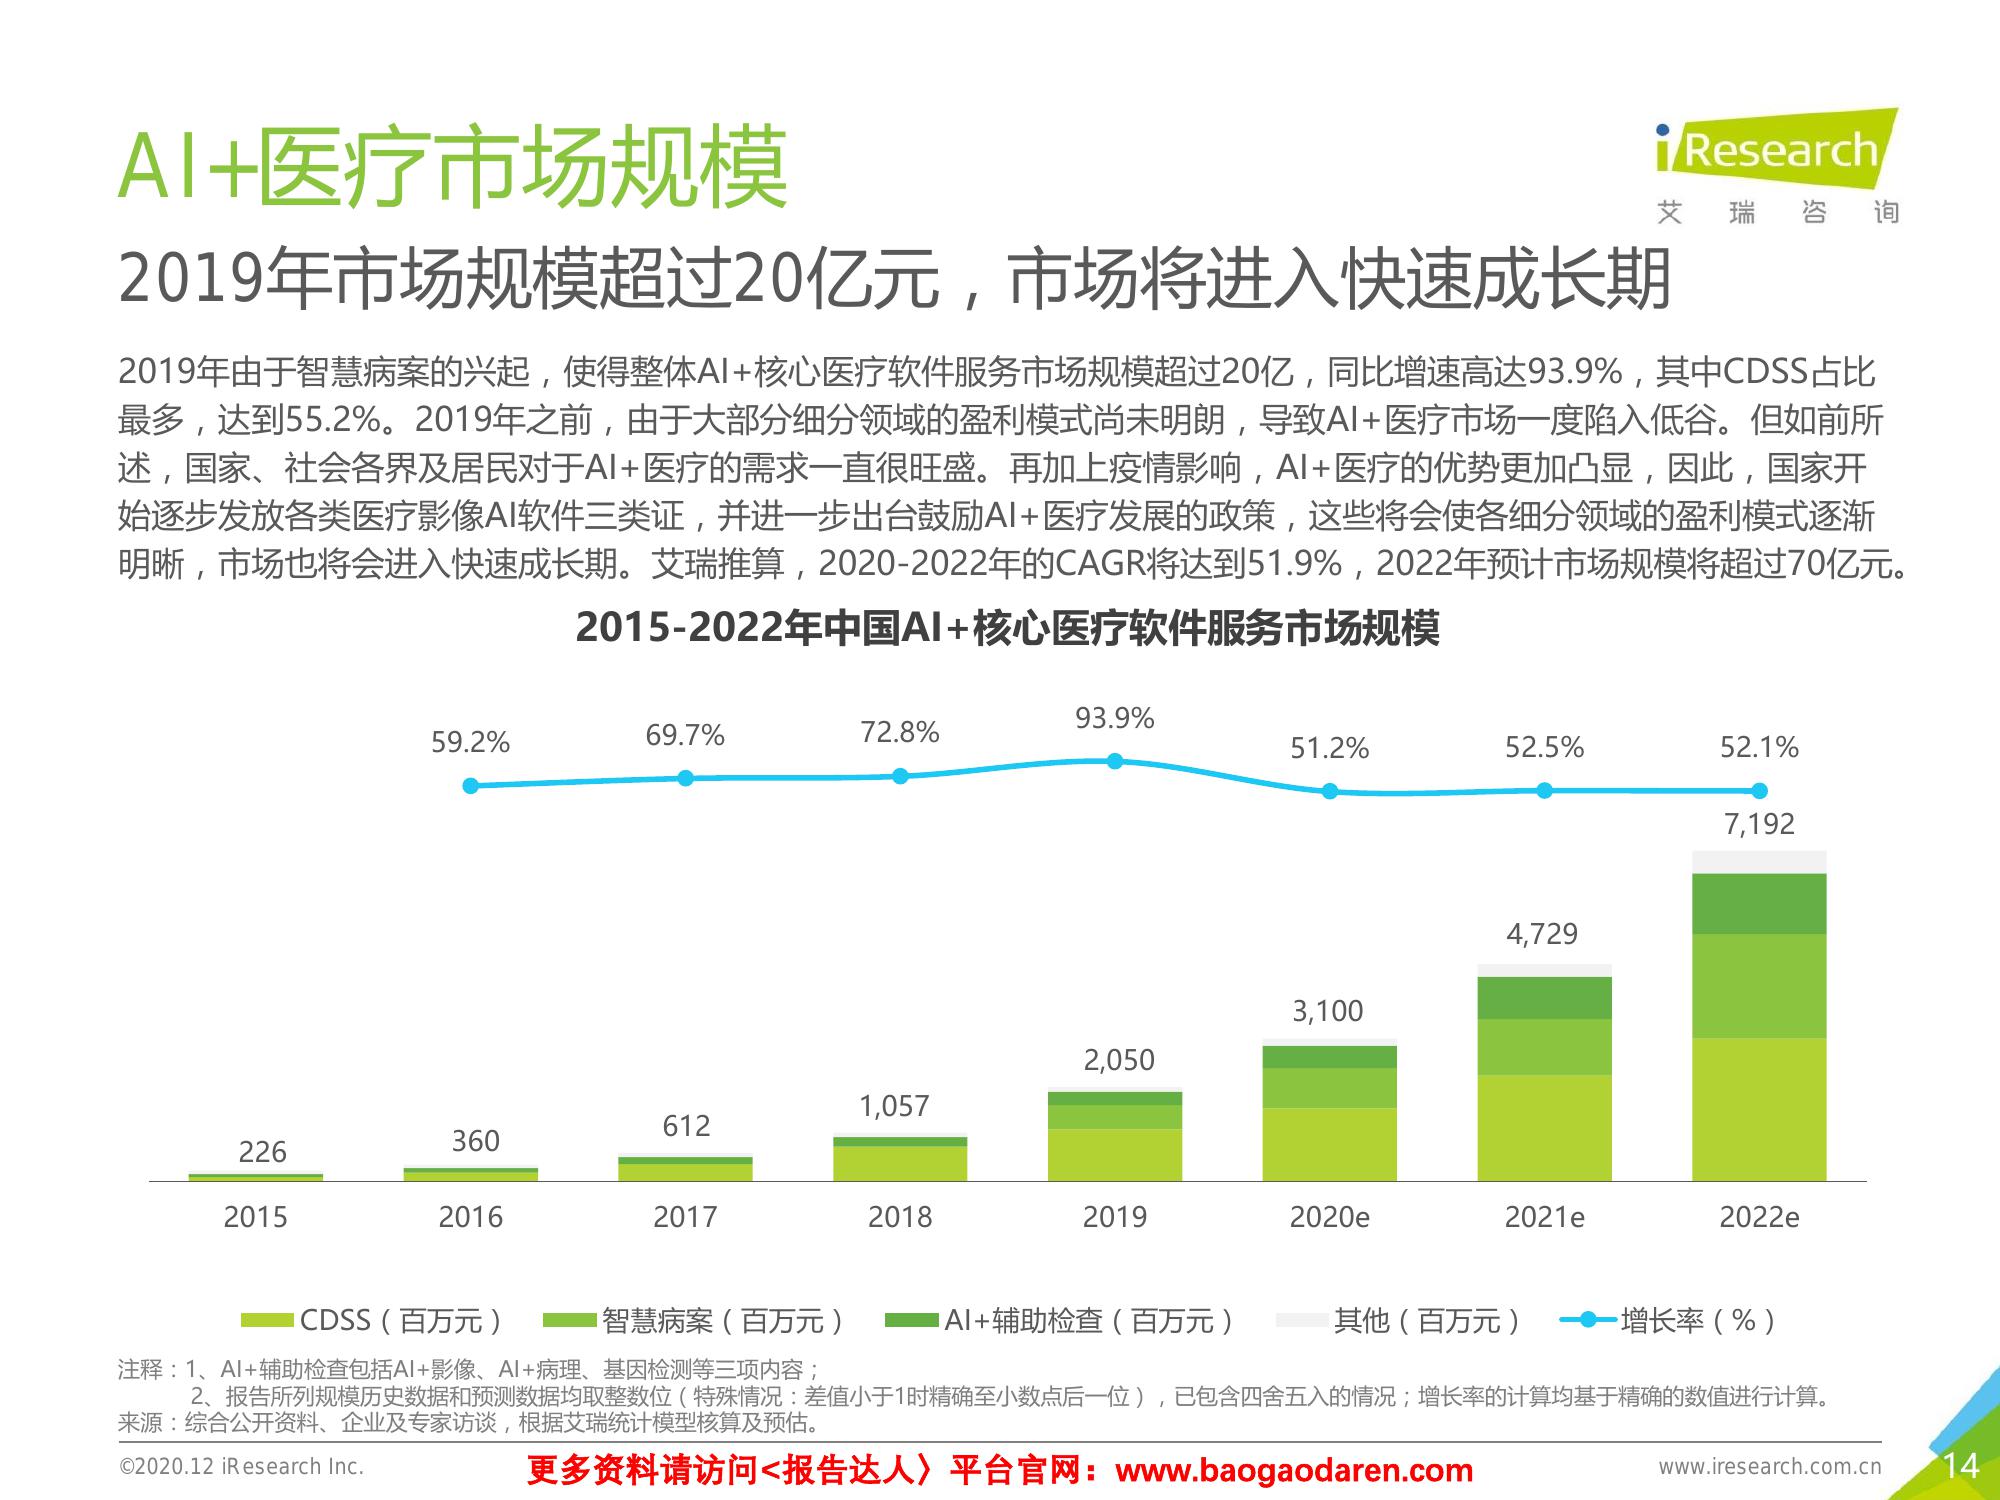 AI+医疗市场规模
iResearch
艾瑞咨询
2019年市场规模超过20亿元，市场将进入快速成长期
2019年由于智慧病案的兴起，使得整体AI+核心医疗软件服务市场规模超过20亿，同比增速高达93.9%，其中CDSS占比
最多，达到55.2%。2019年之前，由于大部分细分领域的盈利模式尚未明朗，导致AI+医疗市场一度陷入低谷。但如前所
述，国家、社会各界及居民对于AI+医疗的需求一直很旺盛。再加上疫情影响，AI+医疗的优势更加凸显，因此，国家开
始逐步发放各类医疗影像AI软件三类证，并进一步出台鼓励AI+医疗发展的政策，这些将会使各细分领域的盈利模式逐渐
明晰，市场也将会进入快速成长期。艾瑞推算，2020-2022年的CAGR将达到51.9%，2022年预计市场规模将超过70亿元。
2015-2022年中国AI+核心医疗软件服务市场规模
59.2% 69.7% 72.8% 93.9% 51.2% 52.5% 52.1%
226 360 612 1,057 2,050 3,100 4,729 7,192
2015 2016 2017 2018 2019 2020e 2021e 2022e
CDSS（百万元） 智慧病案（百万元） AI+辅助检查（百万元） 其他（百万元） 增长率（%）
注释：1、AI+辅助检查包括AI+影像、AI+病理、基因检测等三项内容；
2、报告所列规模历史数据和预测数据均取整数位（特殊情况：差值小于1时精确至小数点后一位），已包含四舍五入的情况；增长率的计算均基于精确的数值进行计算。
来源：综合公开资料、企业及专家访谈，根据艾瑞统计模型核算及预估。
©2020.12 iResearch Inc.
更多资料请访问<报告达人〉平台官网：www.baogaodaren.com
www.iresearch.com.cn
14